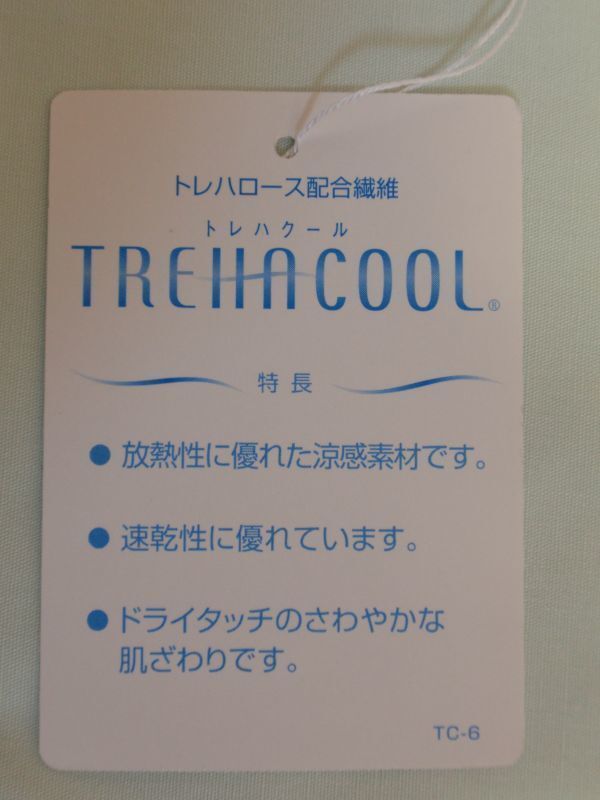 トレハロース配合繊維
トレハクール
TREHACOOL®
特長
● 放熱性に優れた涼感素材です。
● 速乾性に優れています。
● ドライタッチのさわやかな
肌ざわりです。
TC-6